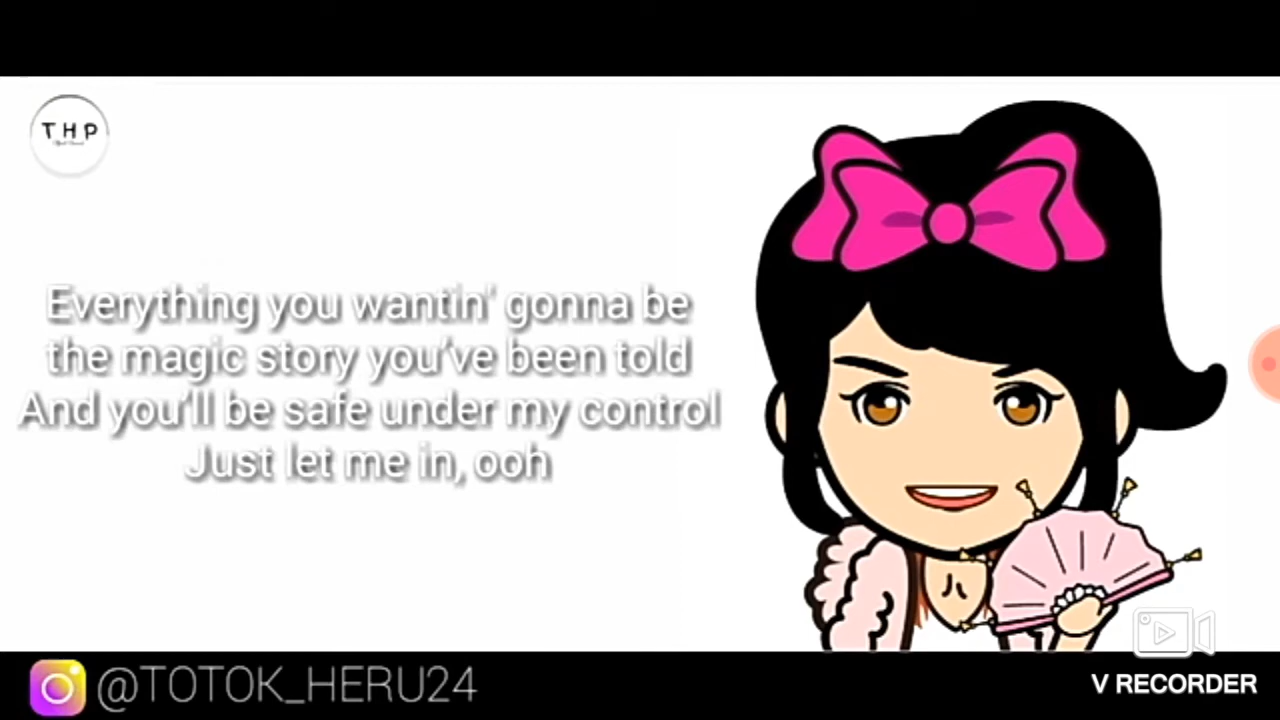 THP
Everything you wantin' gonna be
the magic story you've been told
And you'll be safe under my control
Just let me in, ooh
@TOTOK_HERU24
V RECORDER